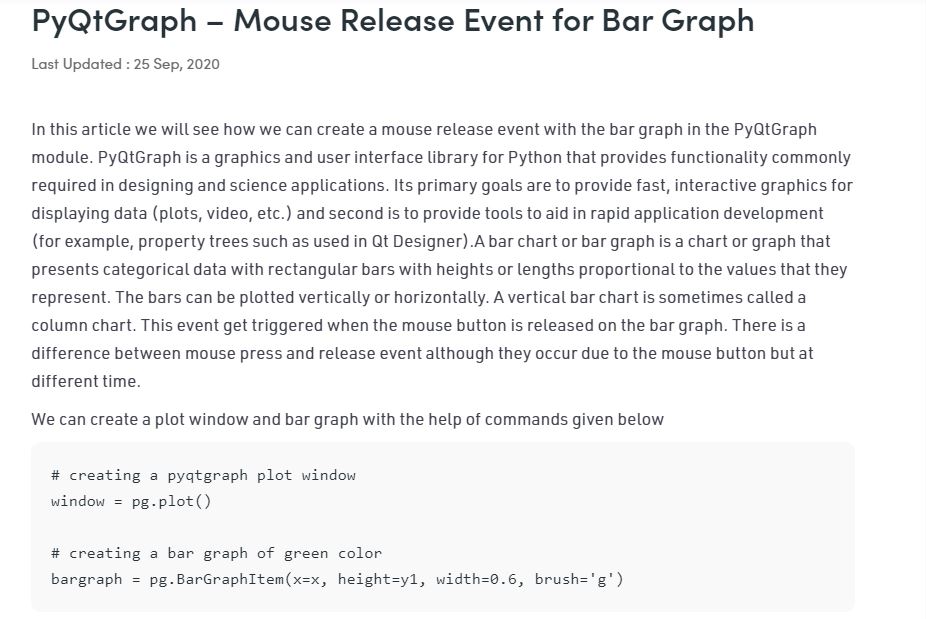 PyQtGraph – Mouse Release Event for Bar Graph
Last Updated : 25 Sep, 2020
In this article we will see how we can create a mouse release event with the bar graph in the PyQtGraph
module. PyQtGraph is a graphics and user interface library for Python that provides functionality commonly
required in designing and science applications. Its primary goals are to provide fast, interactive graphics for
displaying data (plots, video, etc.) and second is to provide tools to aid in rapid application development
(for example, property trees such as used in Qt Designer).A bar chart or bar graph is a chart or graph that
presents categorical data with rectangular bars with heights or lengths proportional to the values that they
represent. The bars can be plotted vertically or horizontally. A vertical bar chart is sometimes called a
column chart. This event get triggered when the mouse button is released on the bar graph. There is a
difference between mouse press and release event although they occur due to the mouse button but at
different time.
We can create a plot window and bar graph with the help of commands given below
# creating a pyqtgraph plot window
window = pg.plot()
# creating a bar graph of green color
bargraph = pg.BarGraphItem(x=x, height=y1, width=0.6, brush='g')